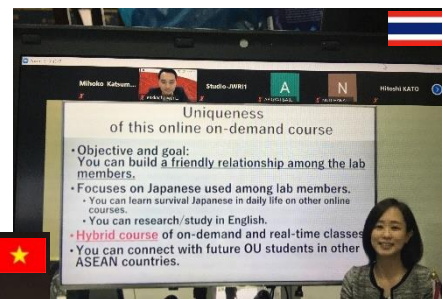 Mihoko Katsum...
Studio JWRI1
A
N
Hitoshi KATO
Uniqueness
of this online on-demand course
・Objective and goal:
You can build a friendly relationship among the lab
members.
・Focuses on Japanese used among lab members.
・You can learn survival Japanese in daily life on other online
courses.
・You can research/study in English.
・Hybrid course of on-demand and real-time classes
・You can connect with future OU students in other
ASEAN countries.